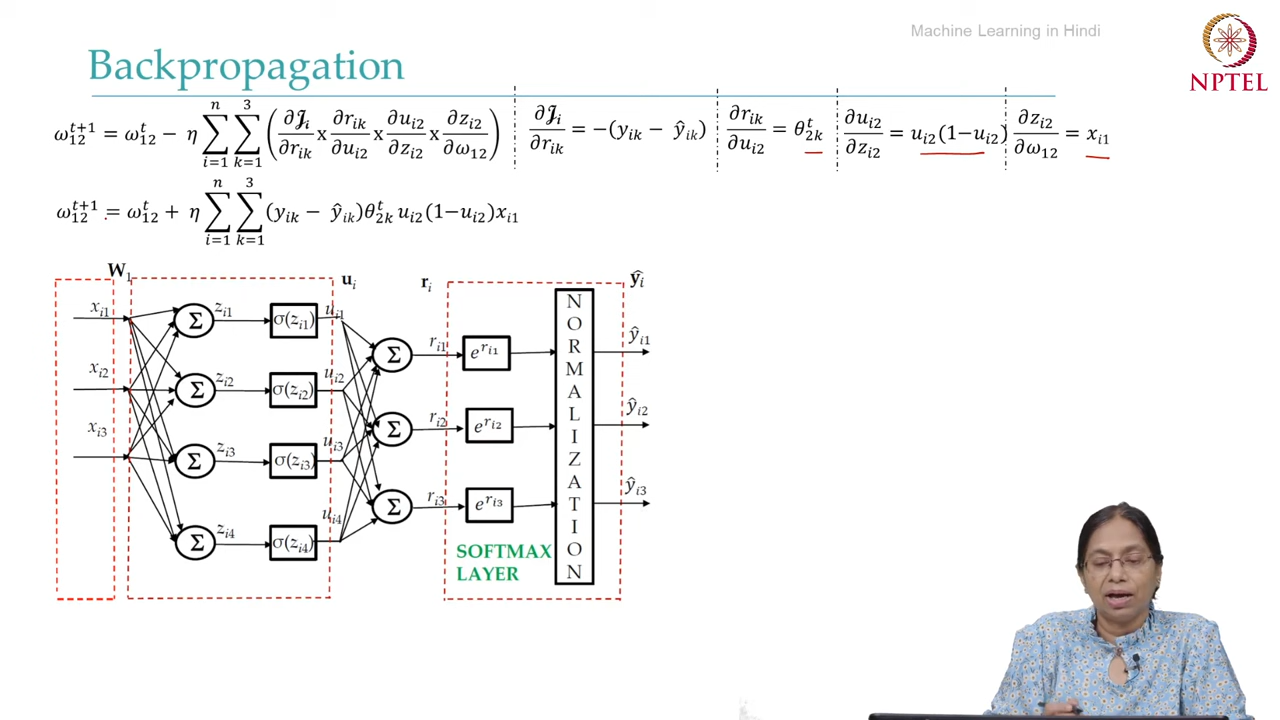 Machine Learning in Hindi
NPTEL
Backpropagation
ω₁₂ᵗ⁺¹ = ω₁₂ᵗ − η ∑ᵢ₌₁ⁿ ∑ₖ₌₁³ (∂𝒥ᵢ/∂rᵢₖ x ∂rᵢₖ/∂uᵢ₂ x ∂uᵢ₂/∂zᵢ₂ x ∂zᵢ₂/∂ω₁₂)
∂𝒥ᵢ/∂rᵢₖ = −(yᵢₖ − ŷᵢₖ)
∂rᵢₖ/∂uᵢ₂ = θ₂ₖᵗ
∂uᵢ₂/∂zᵢ₂ = uᵢ₂(1−uᵢ₂)
∂zᵢ₂/∂ω₁₂ = xᵢ₁
ω₁₂ᵗ⁺¹ = ω₁₂ᵗ + η ∑ᵢ₌₁ⁿ ∑ₖ₌₁³ (yᵢₖ − ŷᵢₖ)θ₂ₖᵗ uᵢ₂(1−uᵢ₂)xᵢ₁
W₁ uᵢ rᵢ ŷᵢ
xᵢ₁ Σ zᵢ₁ σ(zᵢ₁) uᵢ₁
xᵢ₂ Σ zᵢ₂ σ(zᵢ₂) uᵢ₂
xᵢ₃ Σ zᵢ₃ σ(zᵢ₃) uᵢ₃
Σ zᵢ₄ σ(zᵢ₄) uᵢ₄
Σ rᵢ₁ e^rᵢ₁ ŷᵢ₁
Σ rᵢ₂ e^rᵢ₂ ŷᵢ₂
Σ rᵢ₃ e^rᵢ₃ ŷᵢ₃
NORMALIZATION
SOFTMAX
LAYER